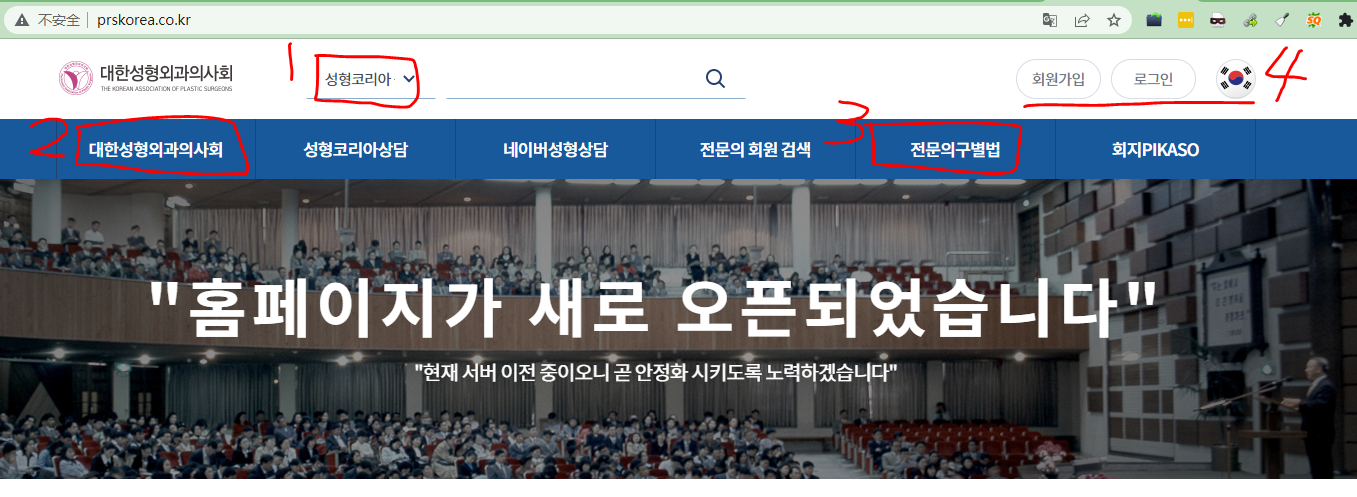 不安全 prskorea.co.kr
대한성형외과의사회
THE KOREAN ASSOCIATION OF PLASTIC SURGEONS
1 성형코리아
회원가입 로그인 4
2 대한성형외과의사회 성형코리아상담 네이버성형상담 전문의 회원 검색 3 전문의구별법 회지PIKASO
"홈페이지가 새로 오픈되었습니다"
"현재 서버 이전 중이오니 곧 안정화 시키도록 노력하겠습니다"